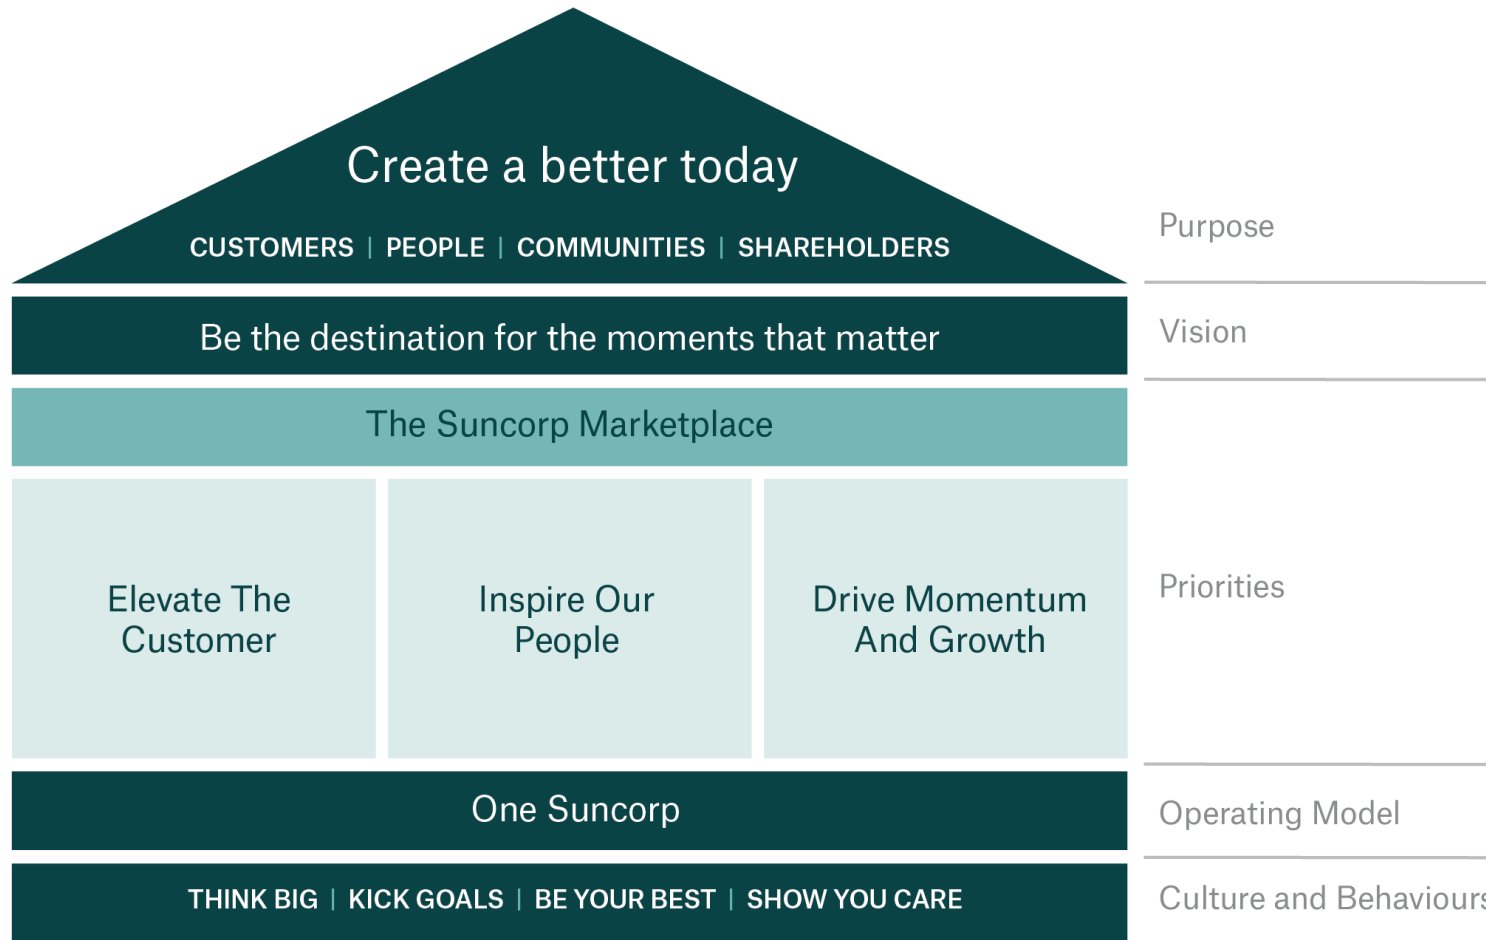 Create a better today
CUSTOMERS | PEOPLE | COMMUNITIES | SHAREHOLDERS
Purpose
Be the destination for the moments that matter
Vision
The Suncorp Marketplace
Elevate The
Customer
Inspire Our
People
Drive Momentum
And Growth
Priorities
One Suncorp
Operating Model
THINK BIG | KICK GOALS | BE YOUR BEST | SHOW YOU CARE
Culture and Behaviours